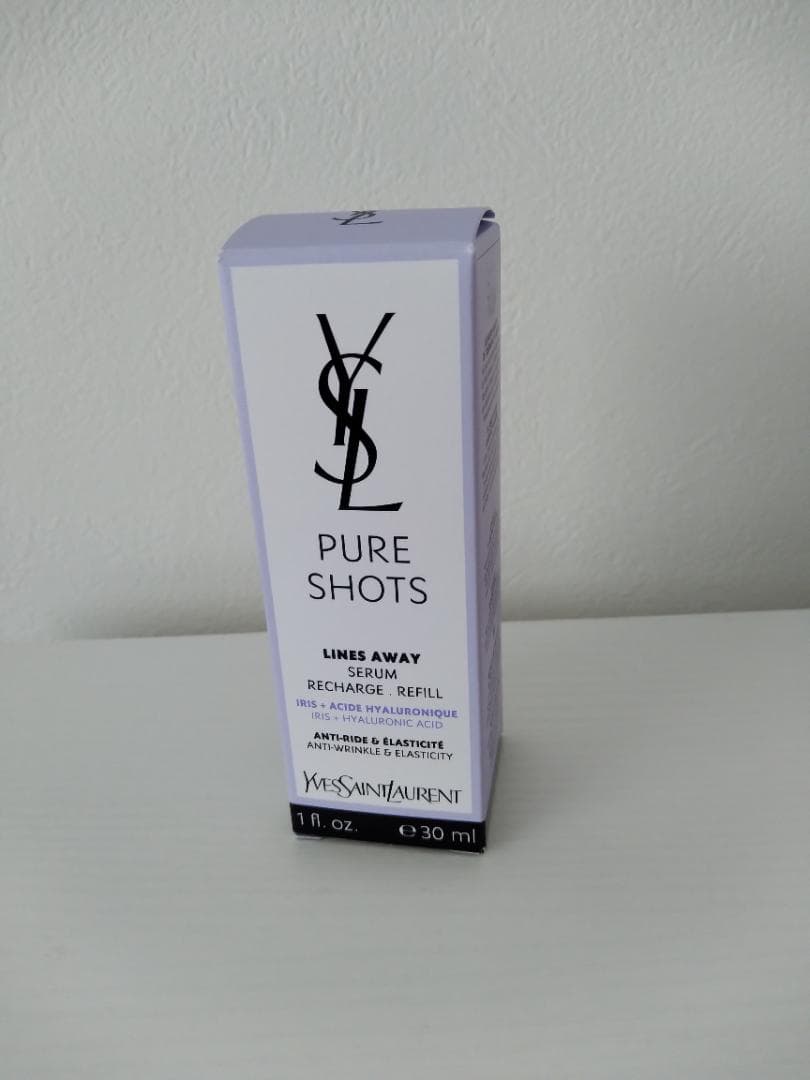 YSL
YSL
PURE
SHOTS
LINES AWAY
SERUM
RECHARGE . REFILL
IRIS + ACIDE HYALURONIQUE
IRIS + HYALURONIC ACID
ANTI-RIDE & ÉLASTICITÉ
ANTI-WRINKLE & ELASTICITY
YVESSAINTLAURENT
1 fl. oz. ℮ 30 ml